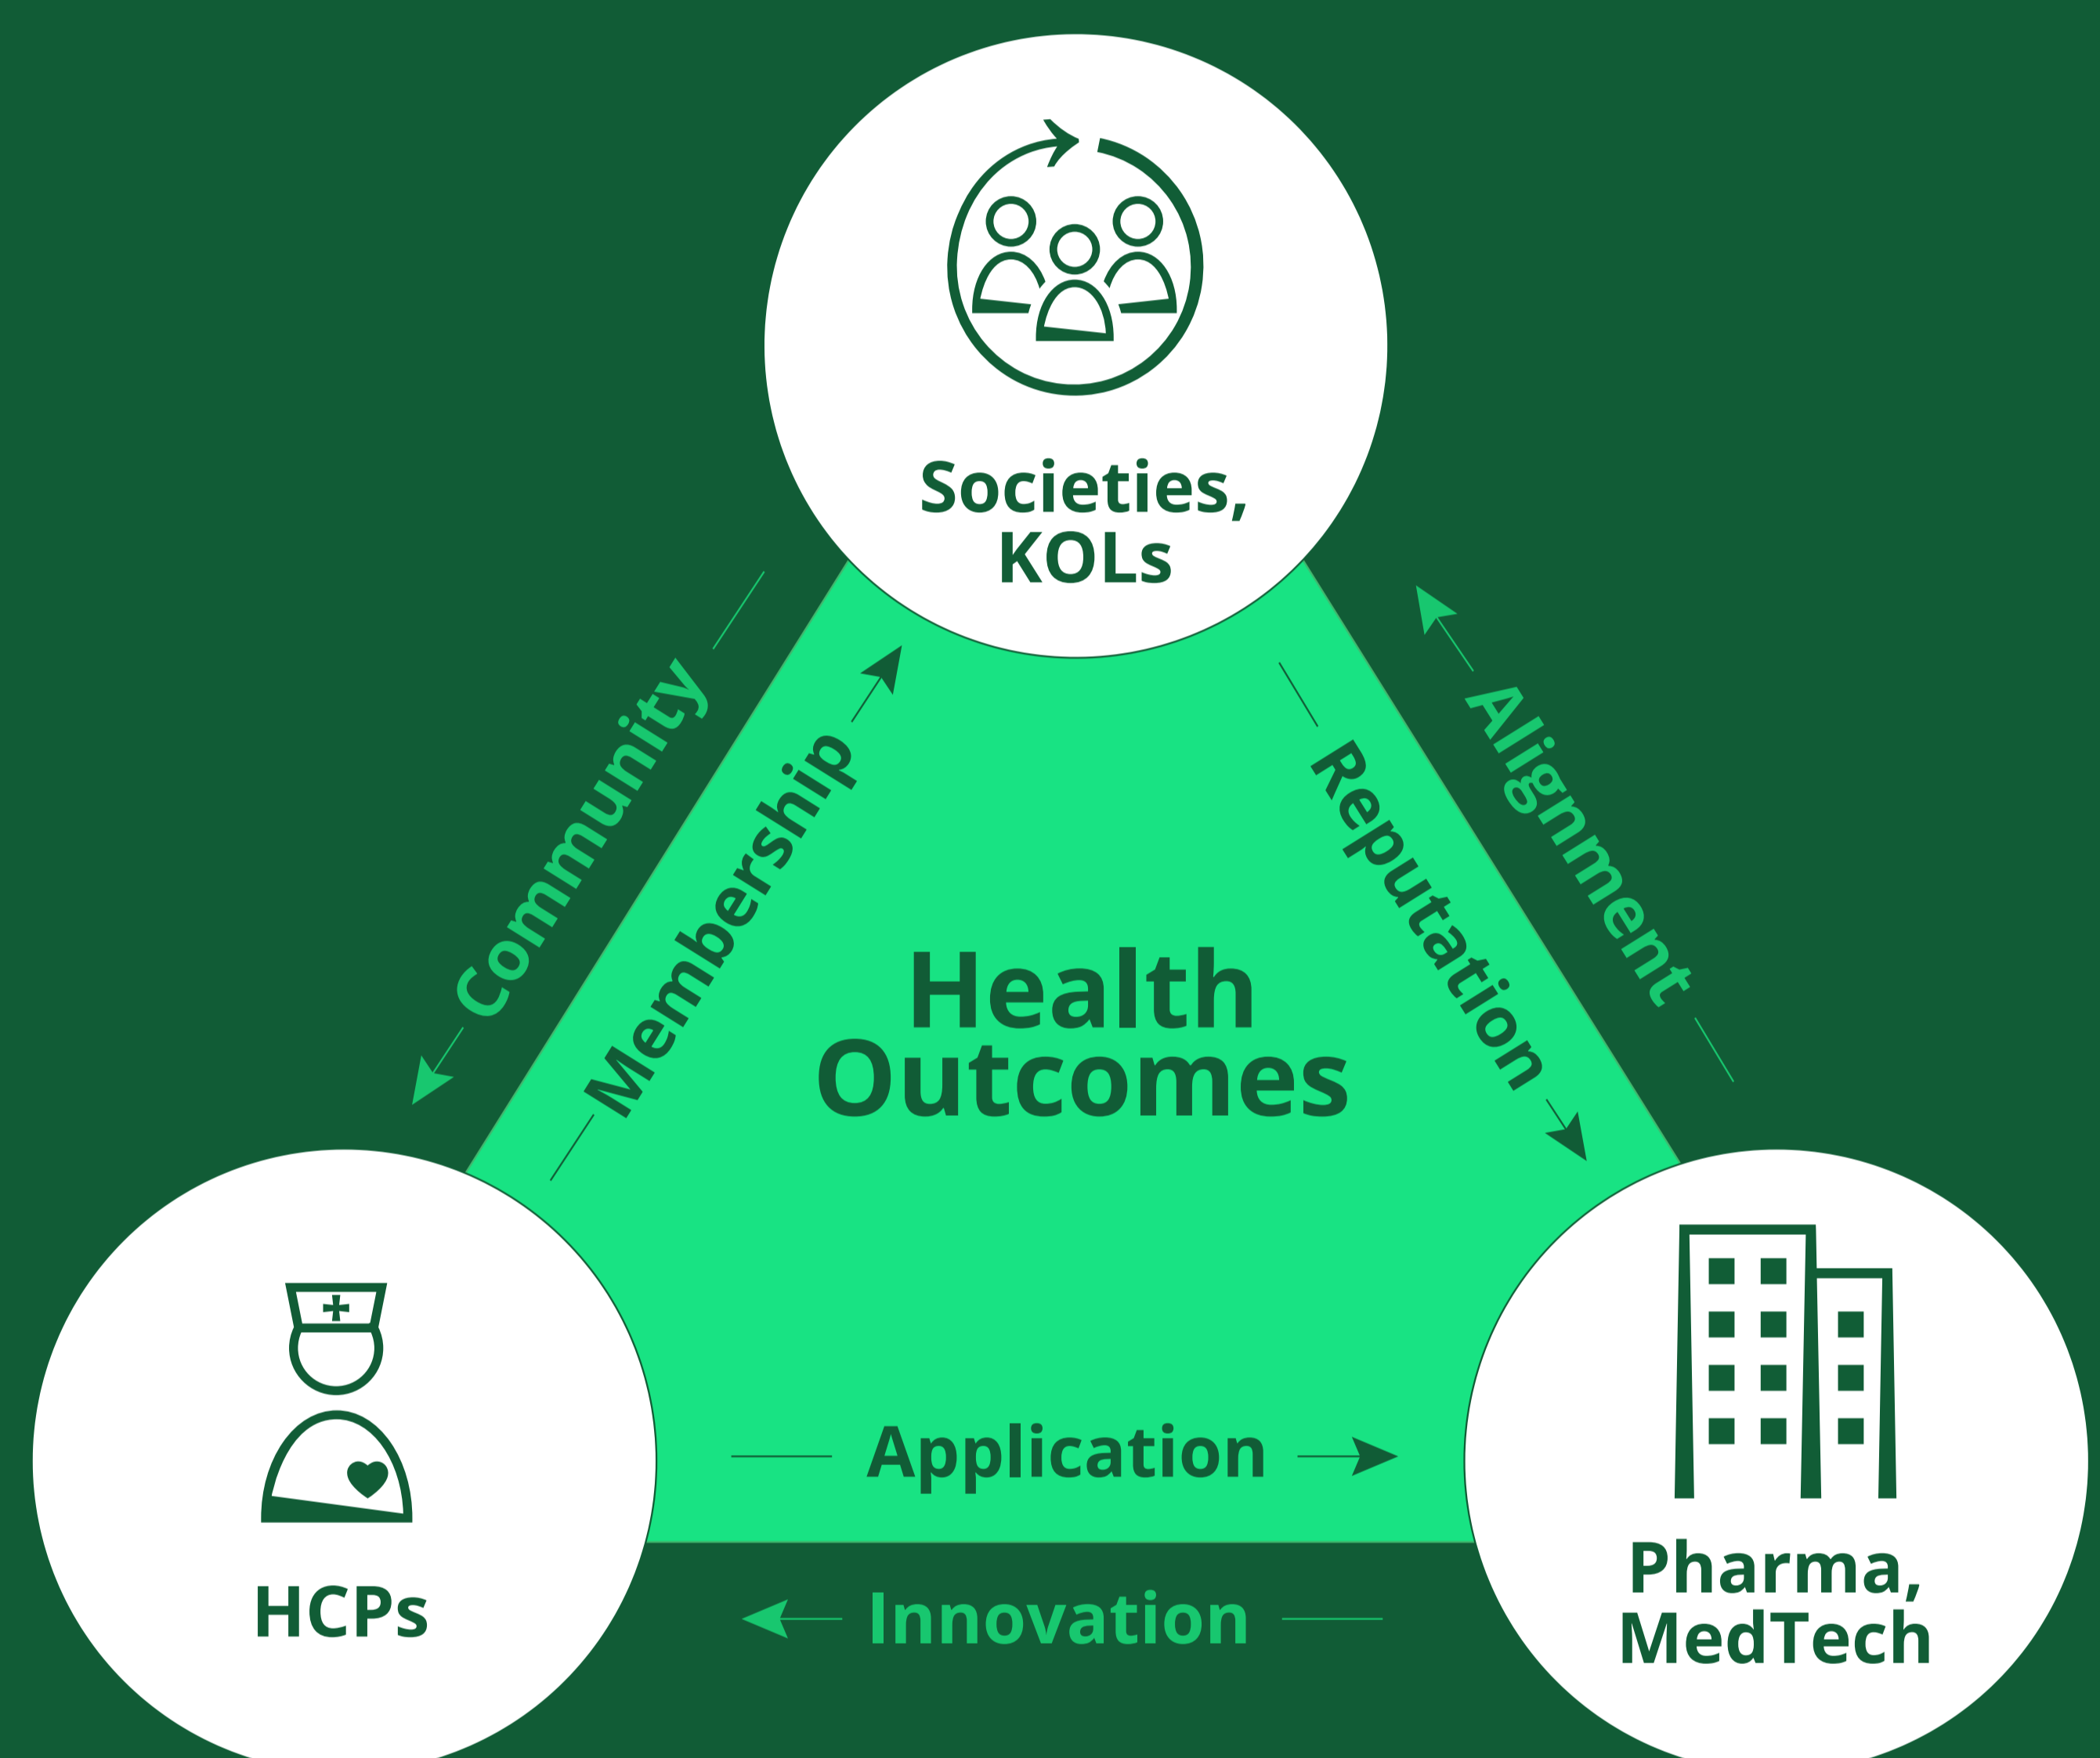 Societies,
KOLs
Community
Membership
Reputation
Alignment
Health
Outcomes
Application
Innovation
HCPs
Pharma,
MedTech